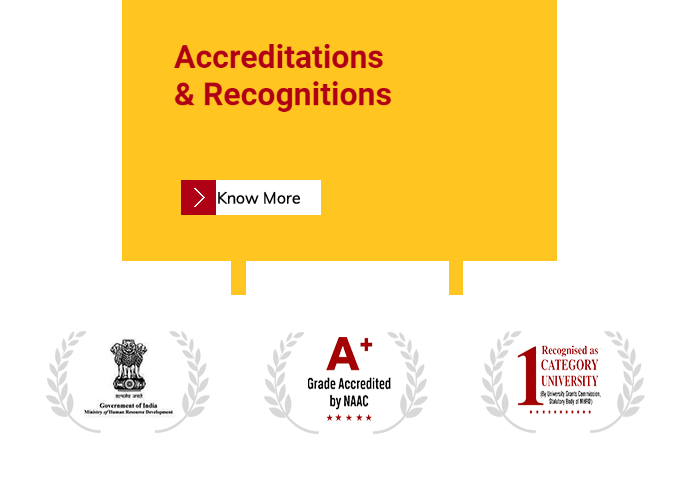 Accreditations
& Recognitions
Know More
सत्यमेव जयते
Government of India
Ministry of Human Resource Development
A+
Grade Accredited
by NAAC
1
Recognised as
CATEGORY
UNIVERSITY
(By University Grants Commission,
Statutory Body of MHRD)